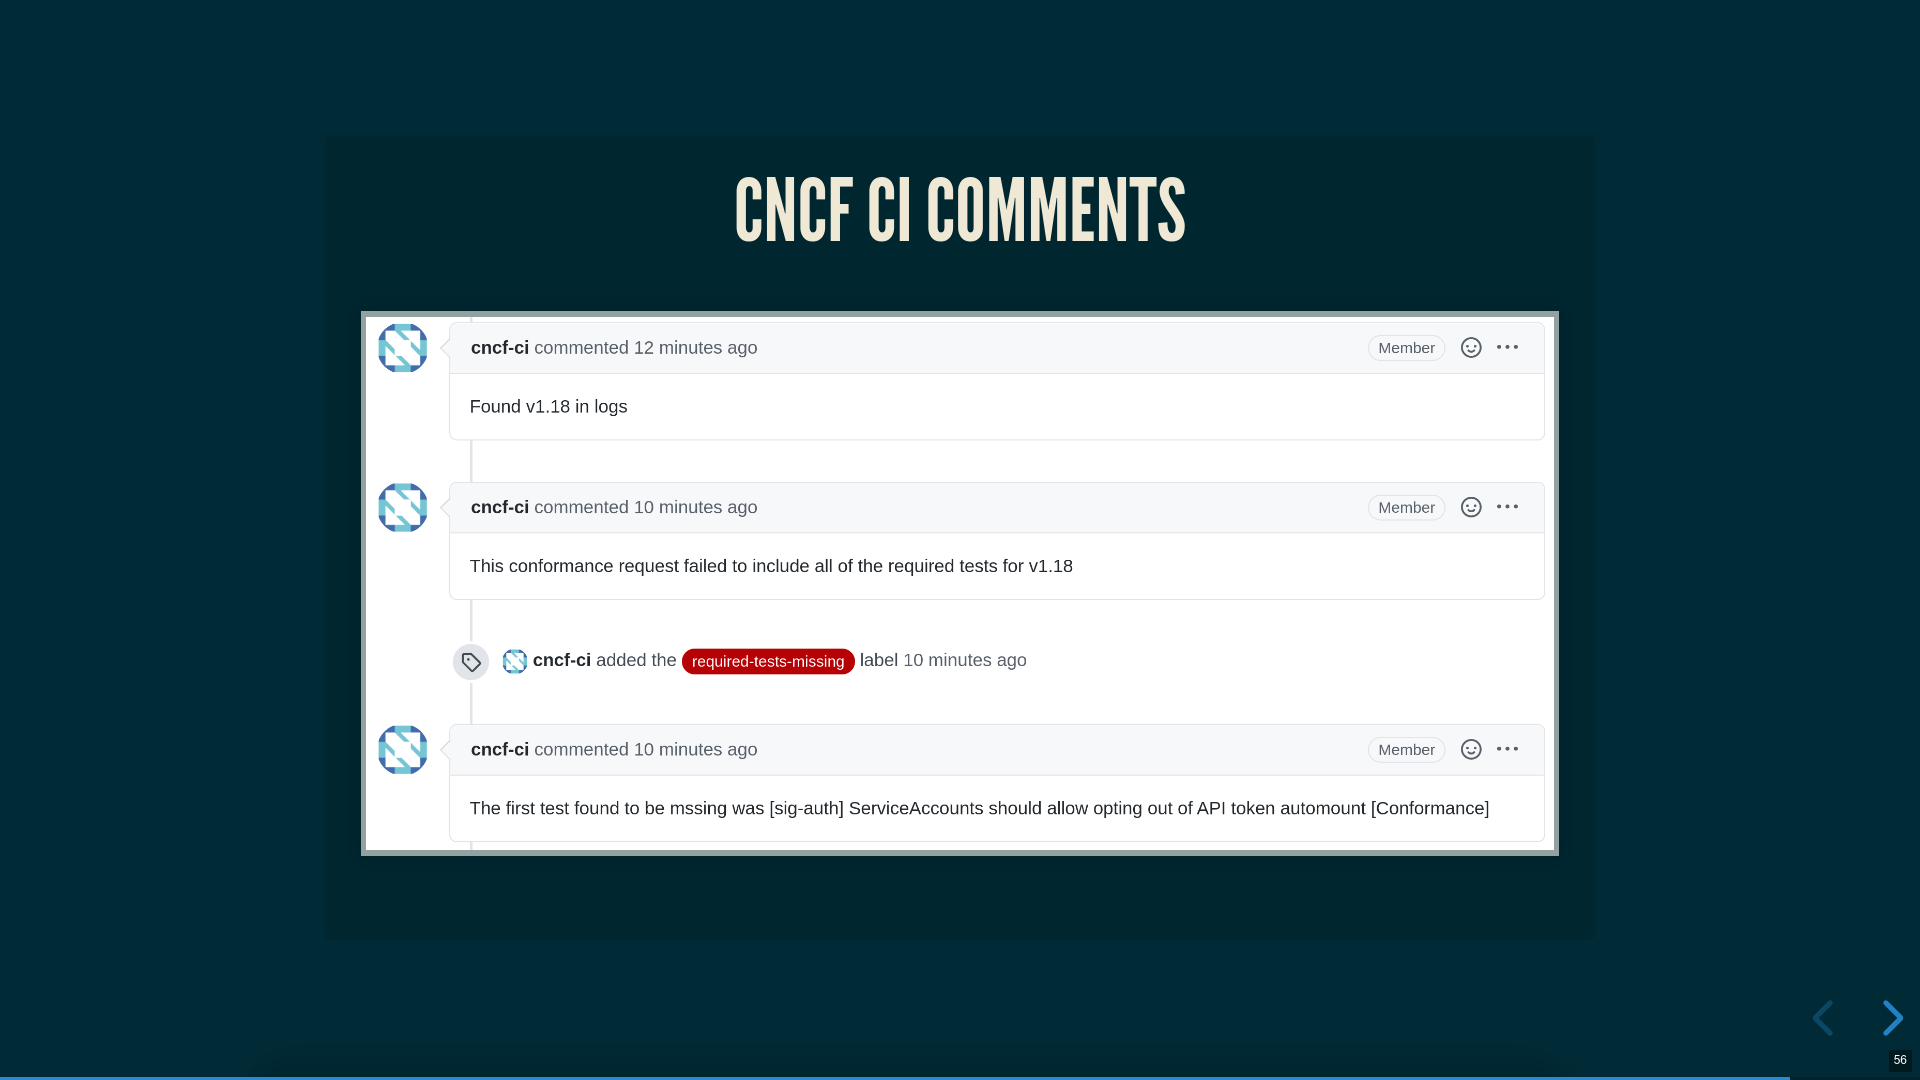 CNCF CI COMMENTS
cncf-ci commented 12 minutes ago Member
Found v1.18 in logs
cncf-ci commented 10 minutes ago Member
This conformance request failed to include all of the required tests for v1.18
cncf-ci added the required-tests-missing label 10 minutes ago
cncf-ci commented 10 minutes ago Member
The first test found to be mssing was [sig-auth] ServiceAccounts should allow opting out of API token automount [Conformance]
56